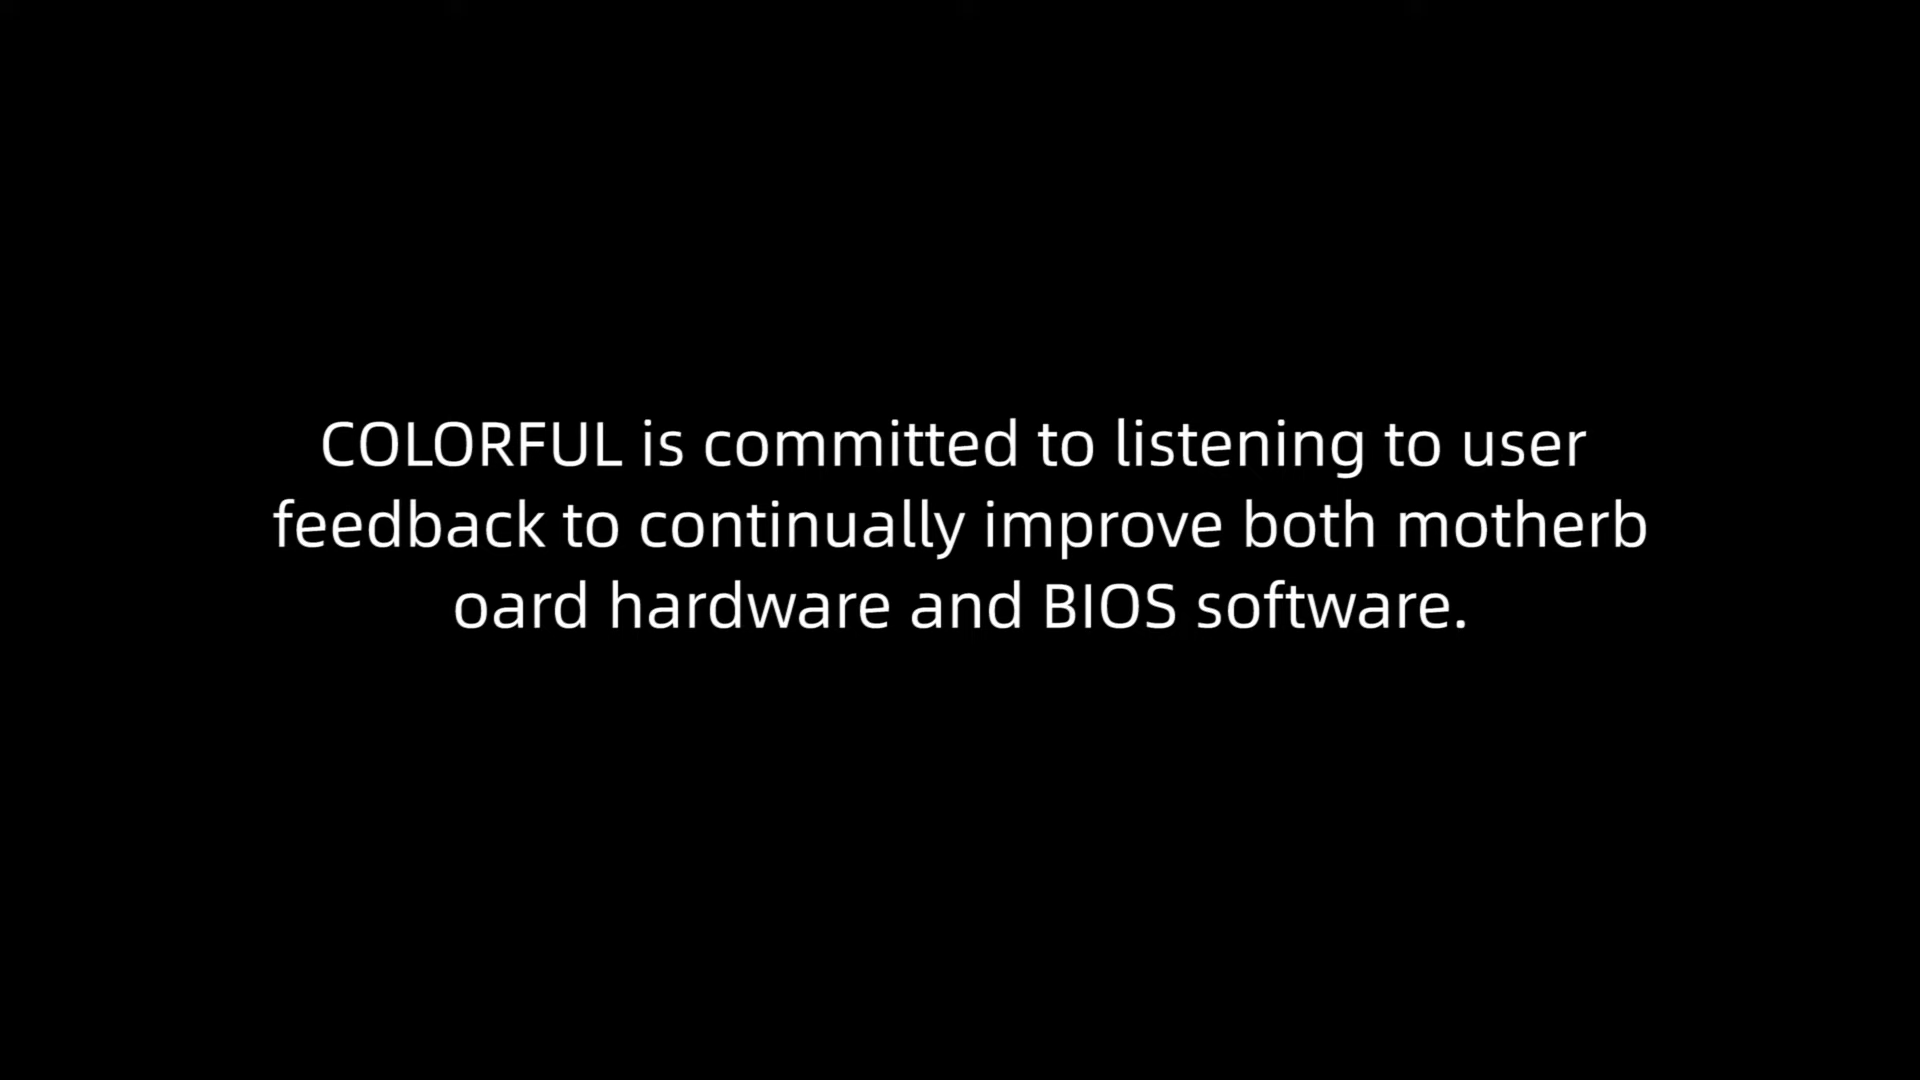 COLORFUL is committed to listening to user
feedback to continually improve both motherb
oard hardware and BIOS software.